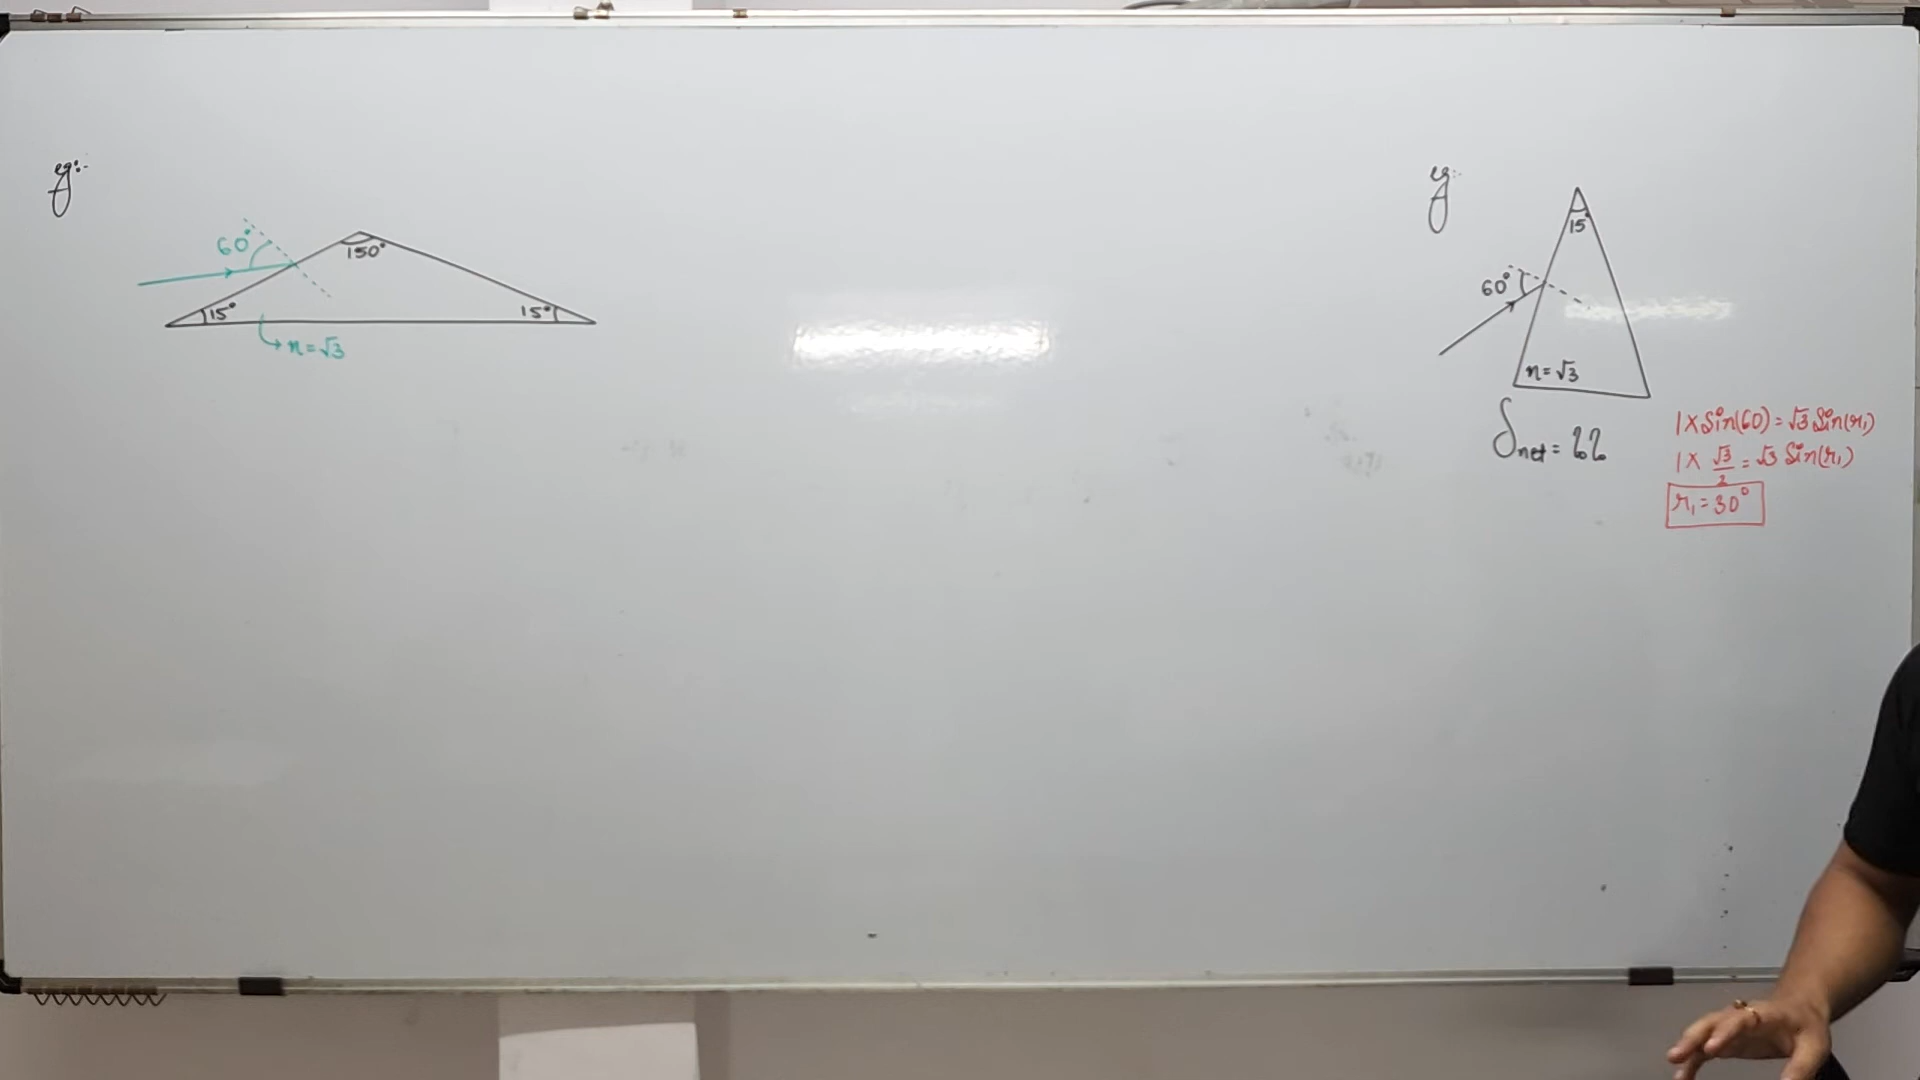 eg:-
60°
150°
15°
15°
n=√3
eg:-
15°
60°
n=√3
δnet = ??
1×Sin(60)=√3 Sin(r₁)
1× √3/2 = √3 Sin(r₁)
r₁=30°